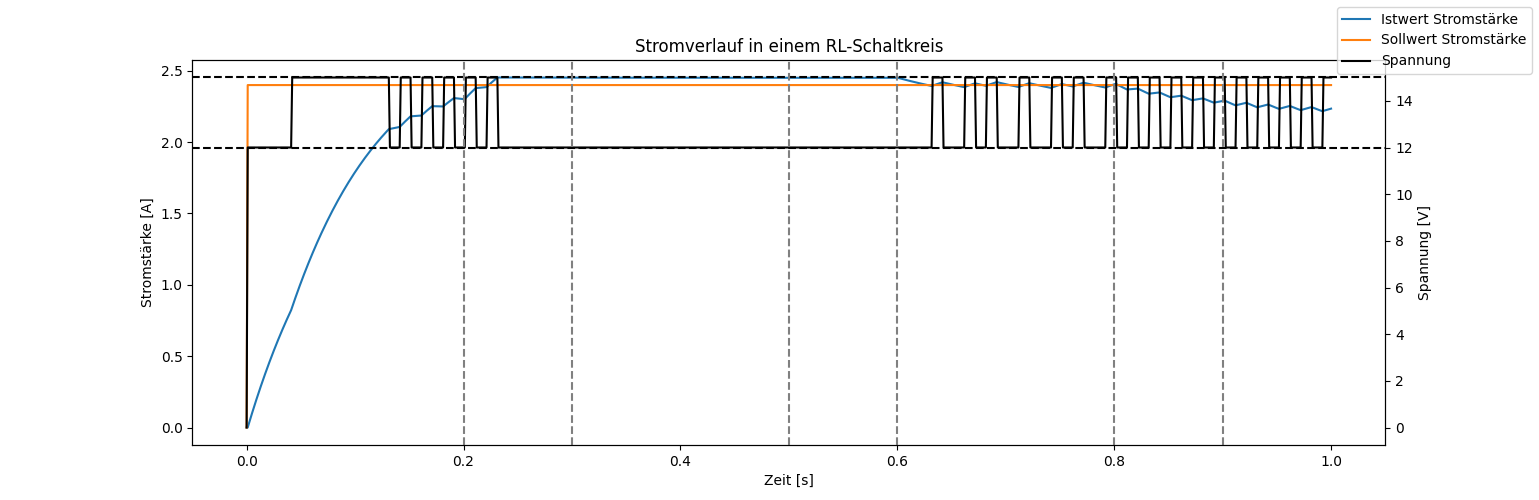 Stromverlauf in einem RL-Schaltkreis
Istwert Stromstärke
Sollwert Stromstärke
Spannung
Stromstärke [A]
2.5
2.0
1.5
1.0
0.5
0.0
14
12
10
8
6
4
2
0
Spannung [V]
0.0 0.2 0.4 0.6 0.8 1.0
Zeit [s]